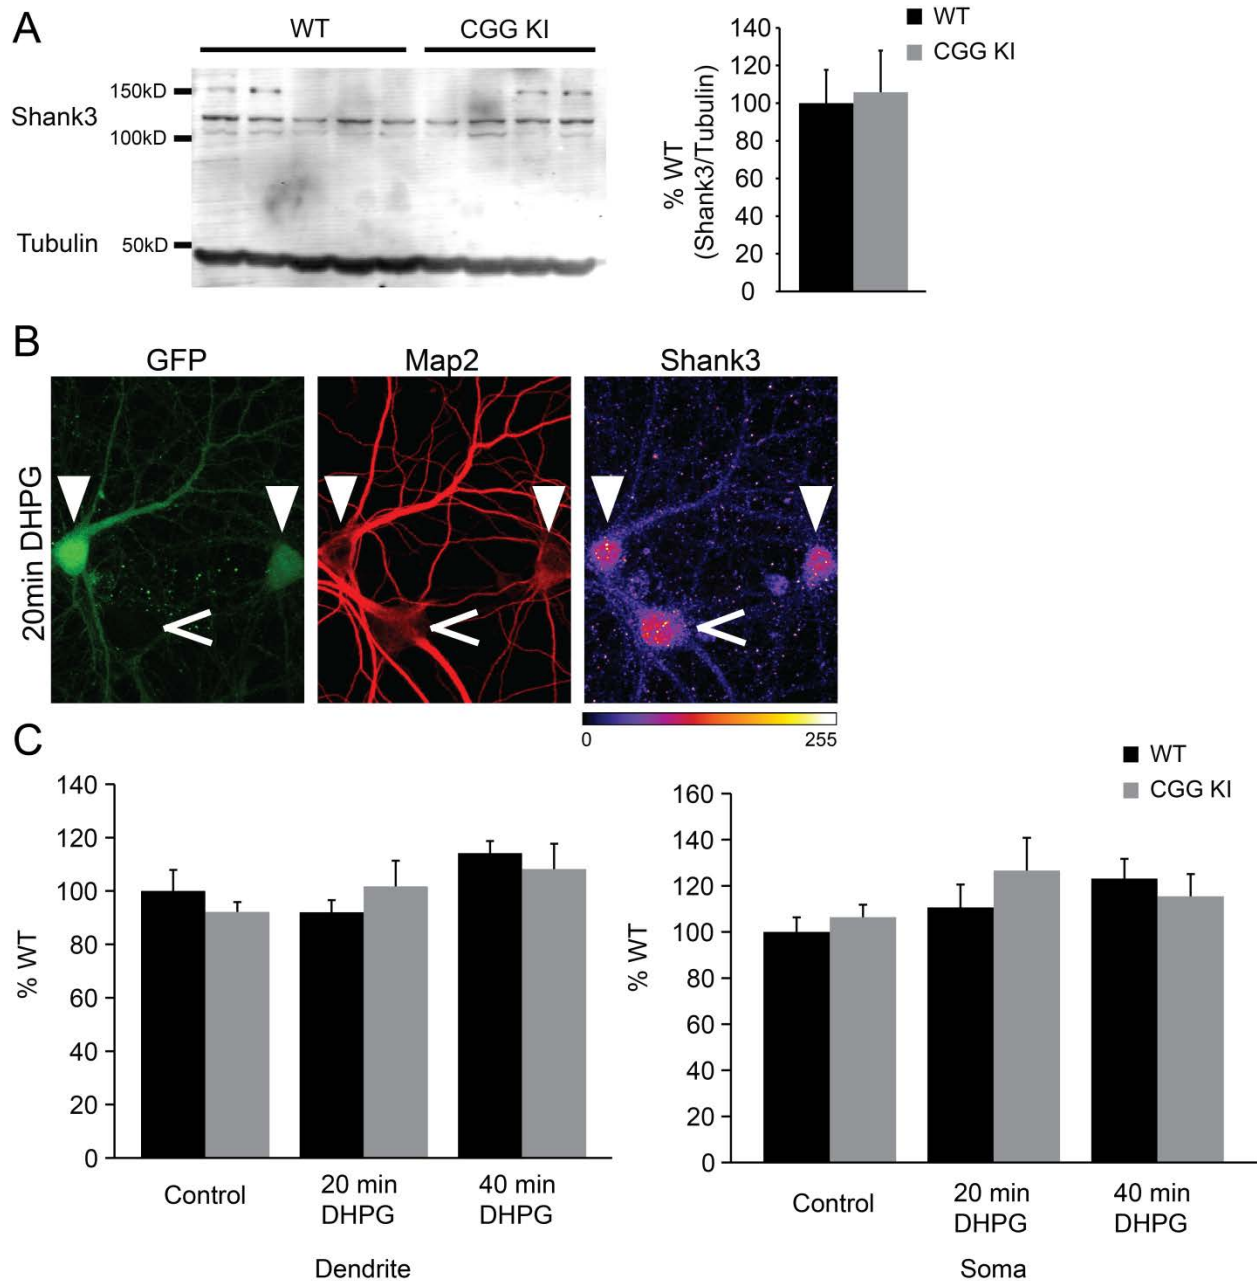 A
WT
CGG KI
Shank3
150kD
100kD
Tubulin
50kD
% WT
(Shank3/Tubulin)
140
120
100
80
60
40
20
0
WT
CGG KI
B
GFP
Map2
Shank3
20min DHPG
0
255
C
% WT
140
120
100
80
60
40
20
0
Control
20 min
DHPG
40 min
DHPG
Dendrite
WT
CGG KI
% WT
160
140
120
100
80
60
40
20
0
Control
20 min
DHPG
40 min
DHPG
Soma